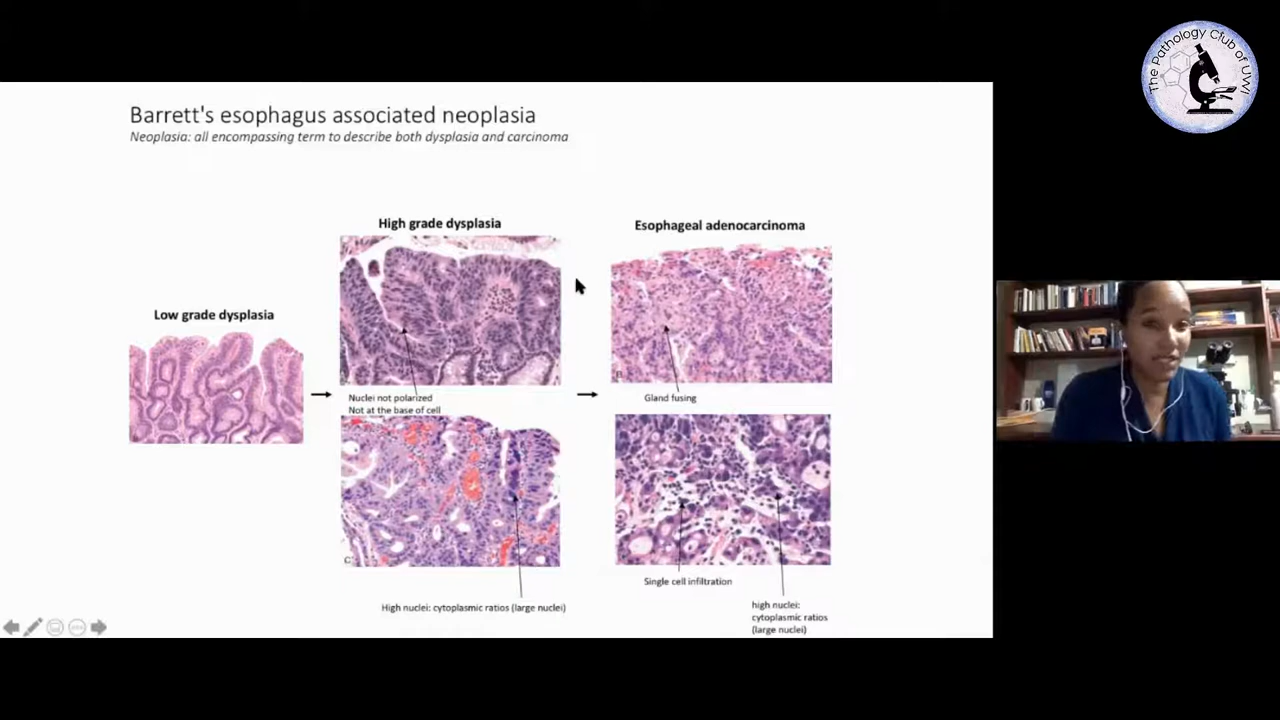 The Pathology Club of UWI
Barrett's esophagus associated neoplasia
Neoplasia: all encompassing term to describe both dysplasia and carcinoma
High grade dysplasia
Esophageal adenocarcinoma
Low grade dysplasia
Nuclei not polarized
Not at the base of cell
Gland fusing
B
C
Single cell infiltration
High nuclei: cytoplasmic ratios (large nuclei)
high nuclei:
cytoplasmic ratios
(large nuclei)